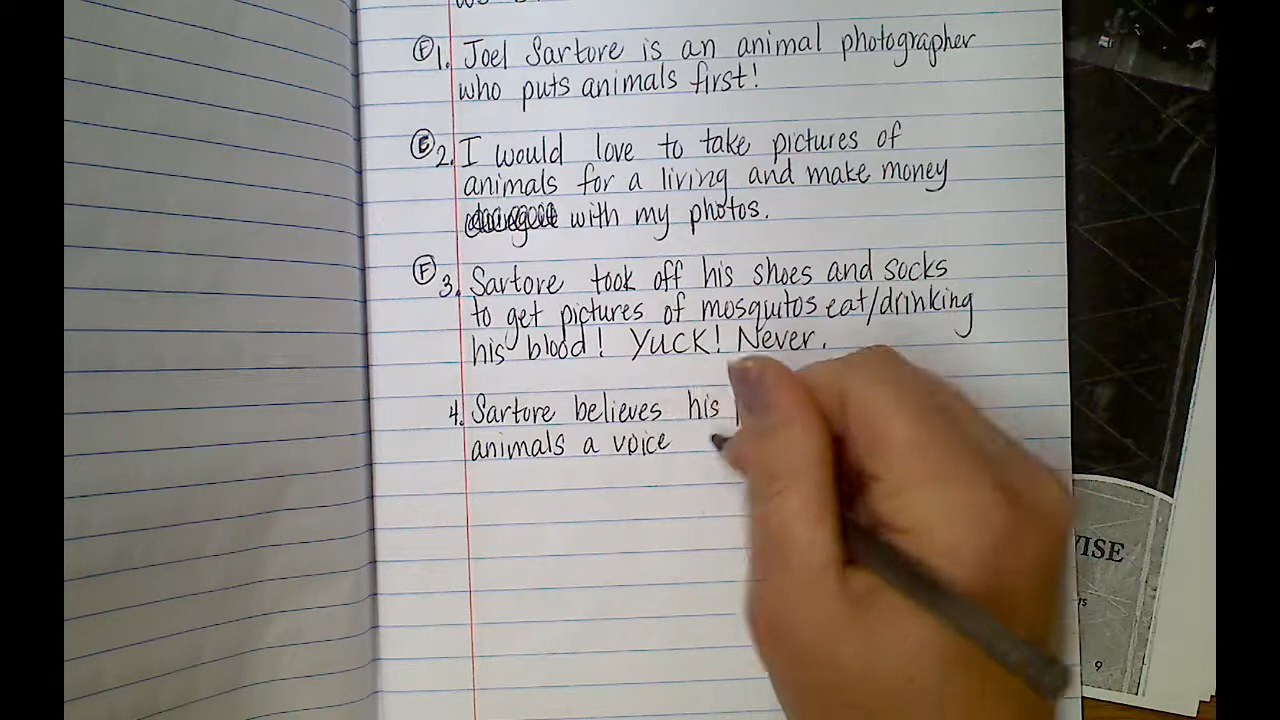 Ⓕ1. Joel Sartore is an animal photographer
who puts animals first!
Ⓔ2. I would love to take pictures of
animals for a living and make money
with my photos.
Ⓕ3. Sartore took off his shoes and socks
to get pictures of mosquitos eat/drinking
his blood! YUCK! Never.
4. Sartore believes his
animals a voice
VISE
9